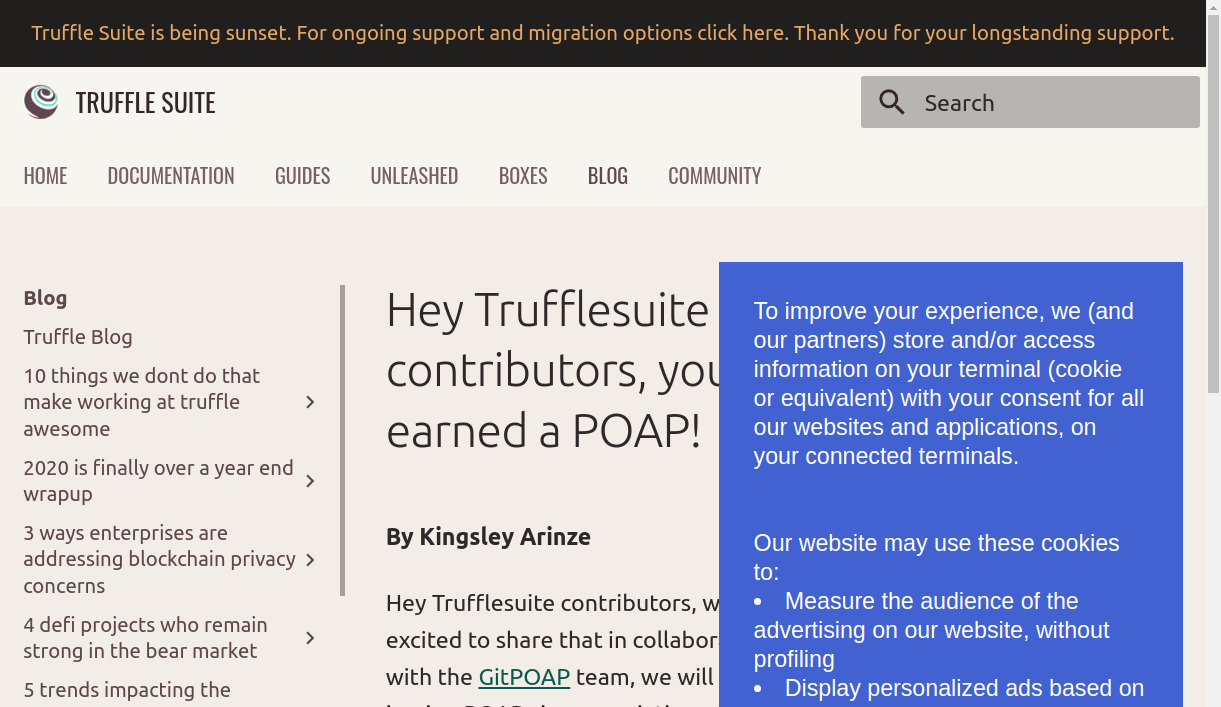 Truffle Suite is being sunset. For ongoing support and migration options click here. Thank you for your longstanding support.
TRUFFLE SUITE
Search
HOME DOCUMENTATION GUIDES UNLEASHED BOXES BLOG COMMUNITY
Blog
Truffle Blog
10 things we dont do that
make working at truffle
awesome
2020 is finally over a year end
wrapup
3 ways enterprises are
addressing blockchain privacy
concerns
4 defi projects who remain
strong in the bear market
5 trends impacting the
Hey Trufflesuite
contributors, you
earned a POAP!
By Kingsley Arinze
Hey Trufflesuite contributors,
excited to share that in
with the GitPOAP team, we will
To improve your experience, we (and
our partners) store and/or access
information on your terminal (cookie
or equivalent) with your consent for all
our websites and applications, on
your connected terminals.
Our website may use these cookies
to:
• Measure the audience of the
advertising on our website, without
profiling
• Display personalized ads based on